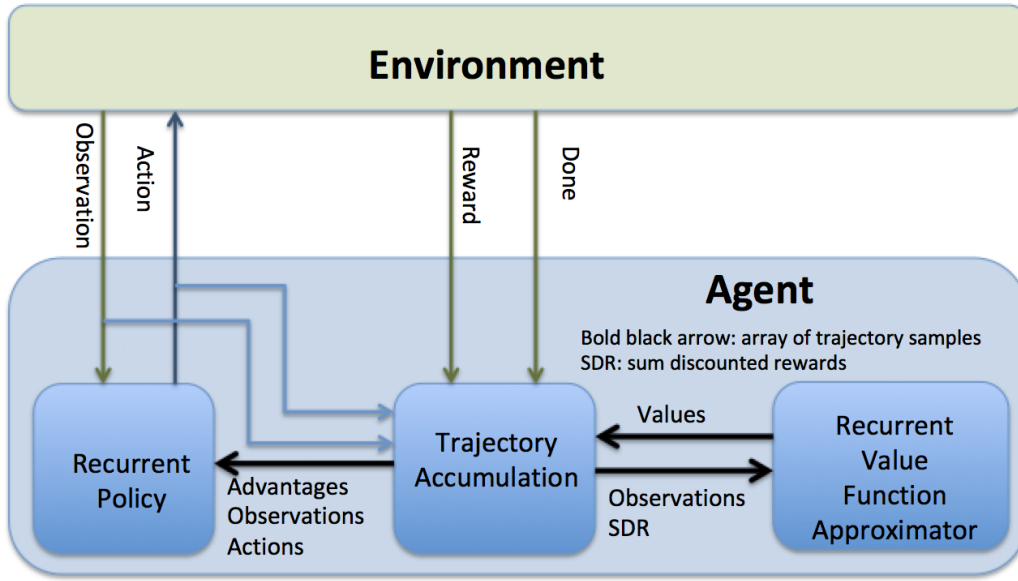 Environment
Observation
Action
Reward
Done
Agent
Bold black arrow: array of trajectory samples
SDR: sum discounted rewards
Recurrent
Policy
Advantages
Observations
Actions
Trajectory
Accumulation
Values
Observations
SDR
Recurrent
Value
Function
Approximator